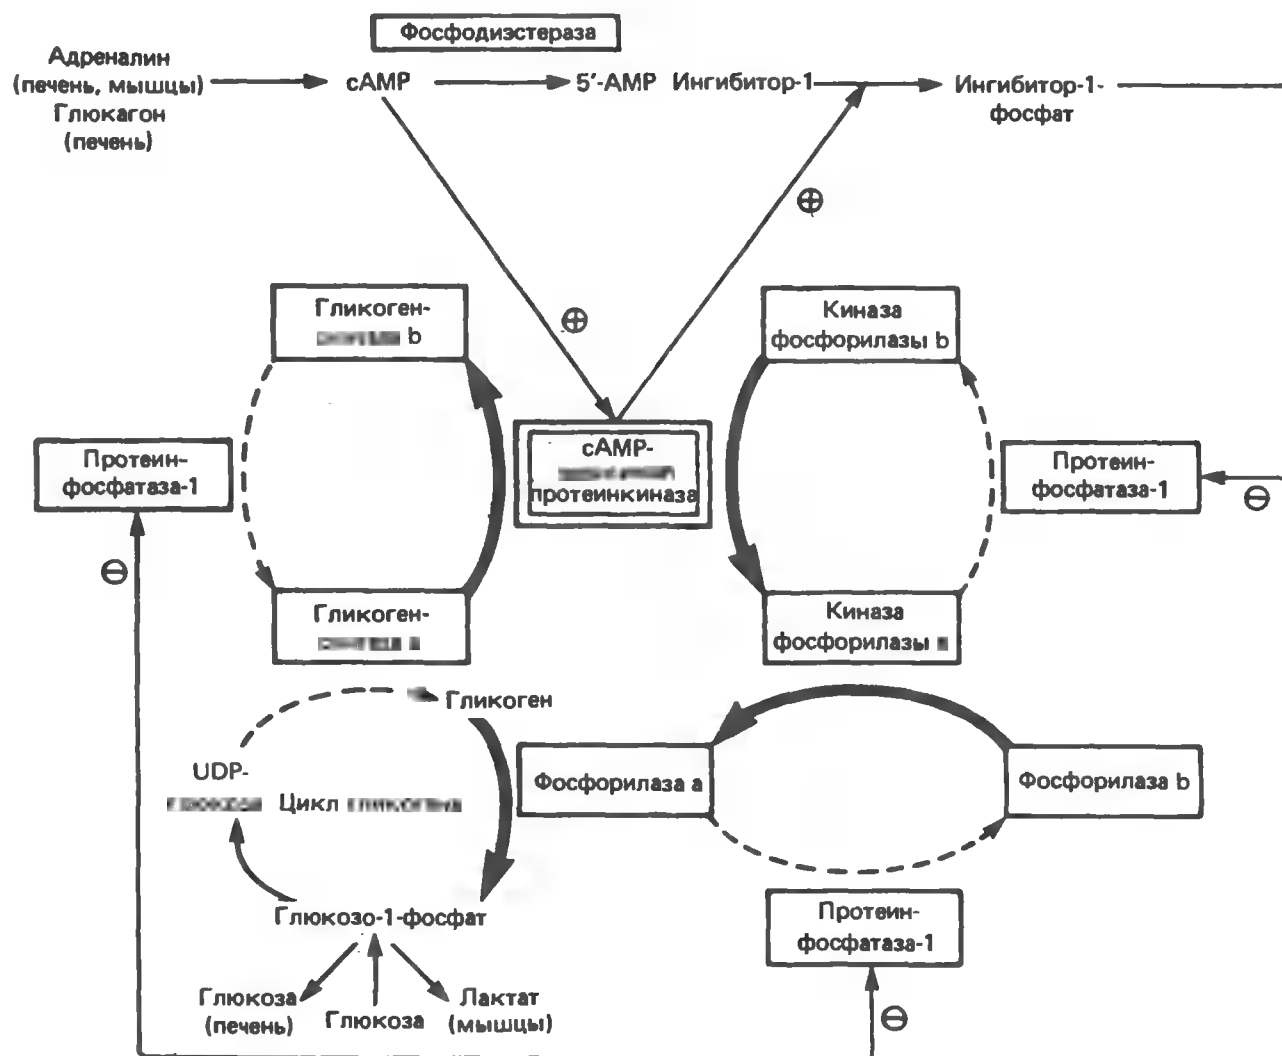 Фосфодиэстераза
Адреналин
(печень, мышцы)
Глюкагон
(печень)
cAMP
5'-AMP
Ингибитор-1
Ингибитор-1-
фосфат
⊕
⊕
Гликоген-
b
Киназа
фосфорилазы b
Протеин-
фосфатаза-1
cAMP-
протеинкиназа
Протеин-
фосфатаза-1
⊖
⊖
Гликоген-
Киназа
фосфорилазы
Гликоген
UDP-
Цикл
Фосфорилаза a
Фосфорилаза b
Глюкозо-1-фосфат
Протеин-
фосфатаза-1
Глюкоза
(печень)
Глюкоза
Лактат
(мышцы)
⊖